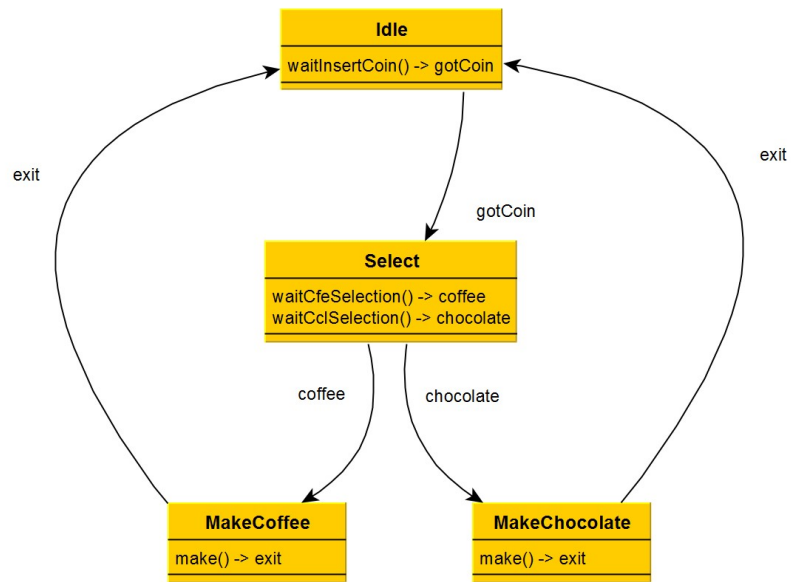 Idle
waitInsertCoin() -> gotCoin
exit
exit
gotCoin
Select
waitCfeSelection() -> coffee
waitCclSelection() -> chocolate
coffee
chocolate
MakeCoffee
make() -> exit
MakeChocolate
make() -> exit